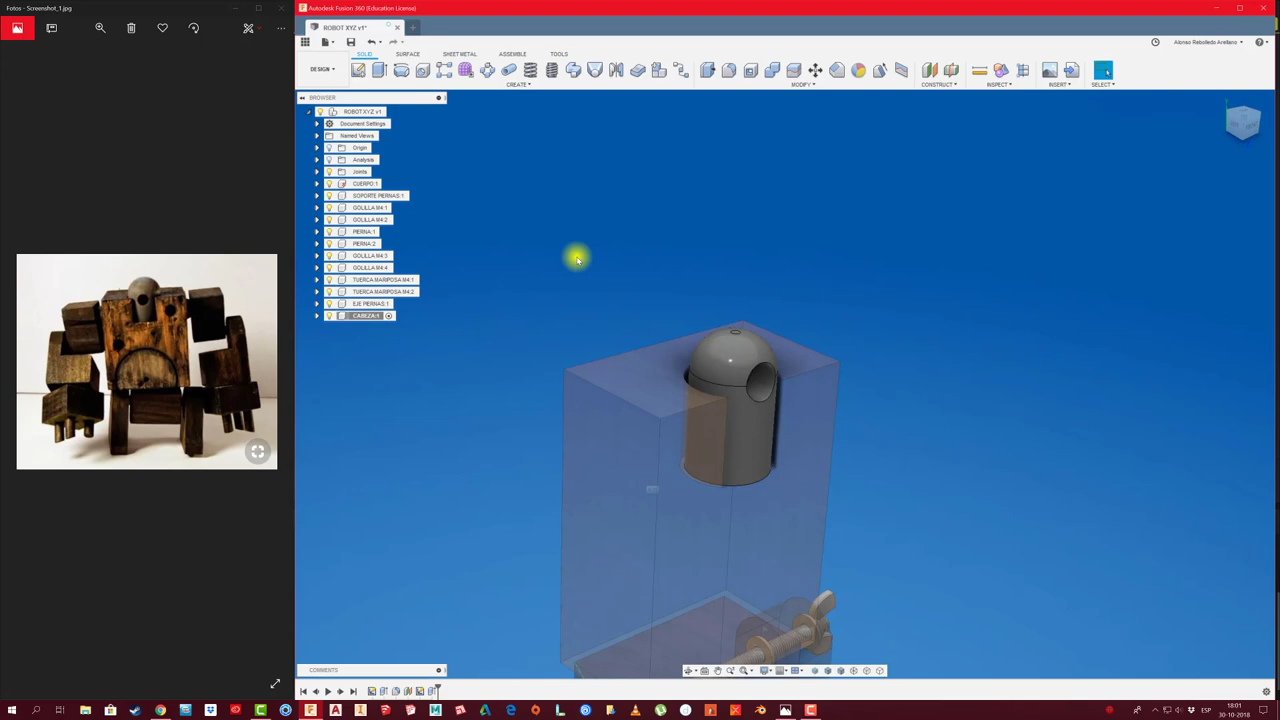 Fotos - Screenshot_1.jpg
Autodesk Fusion 360 (Education License)
ROBOT XYZ v1*
Alonso Rebolledo Arellano
SOLID SURFACE SHEET METAL ASSEMBLE TOOLS
DESIGN
CREATE MODIFY CONSTRUCT INSPECT INSERT SELECT
BROWSER
ROBOT XYZ v1
Document Settings
Named Views
Origin
Analysis
Joints
CUERPO:1
SOPORTE PIERNAS:1
GOLILLA M4:1
GOLILLA M4:2
PIERNA:1
PIERNA:2
GOLILLA M4:3
GOLILLA M4:4
TUERCA MARIPOSA M4:1
TUERCA MARIPOSA M4:2
EJE PIERNAS:1
CABEZA:1
COMMENTS
ESP
18:01
30-10-2018